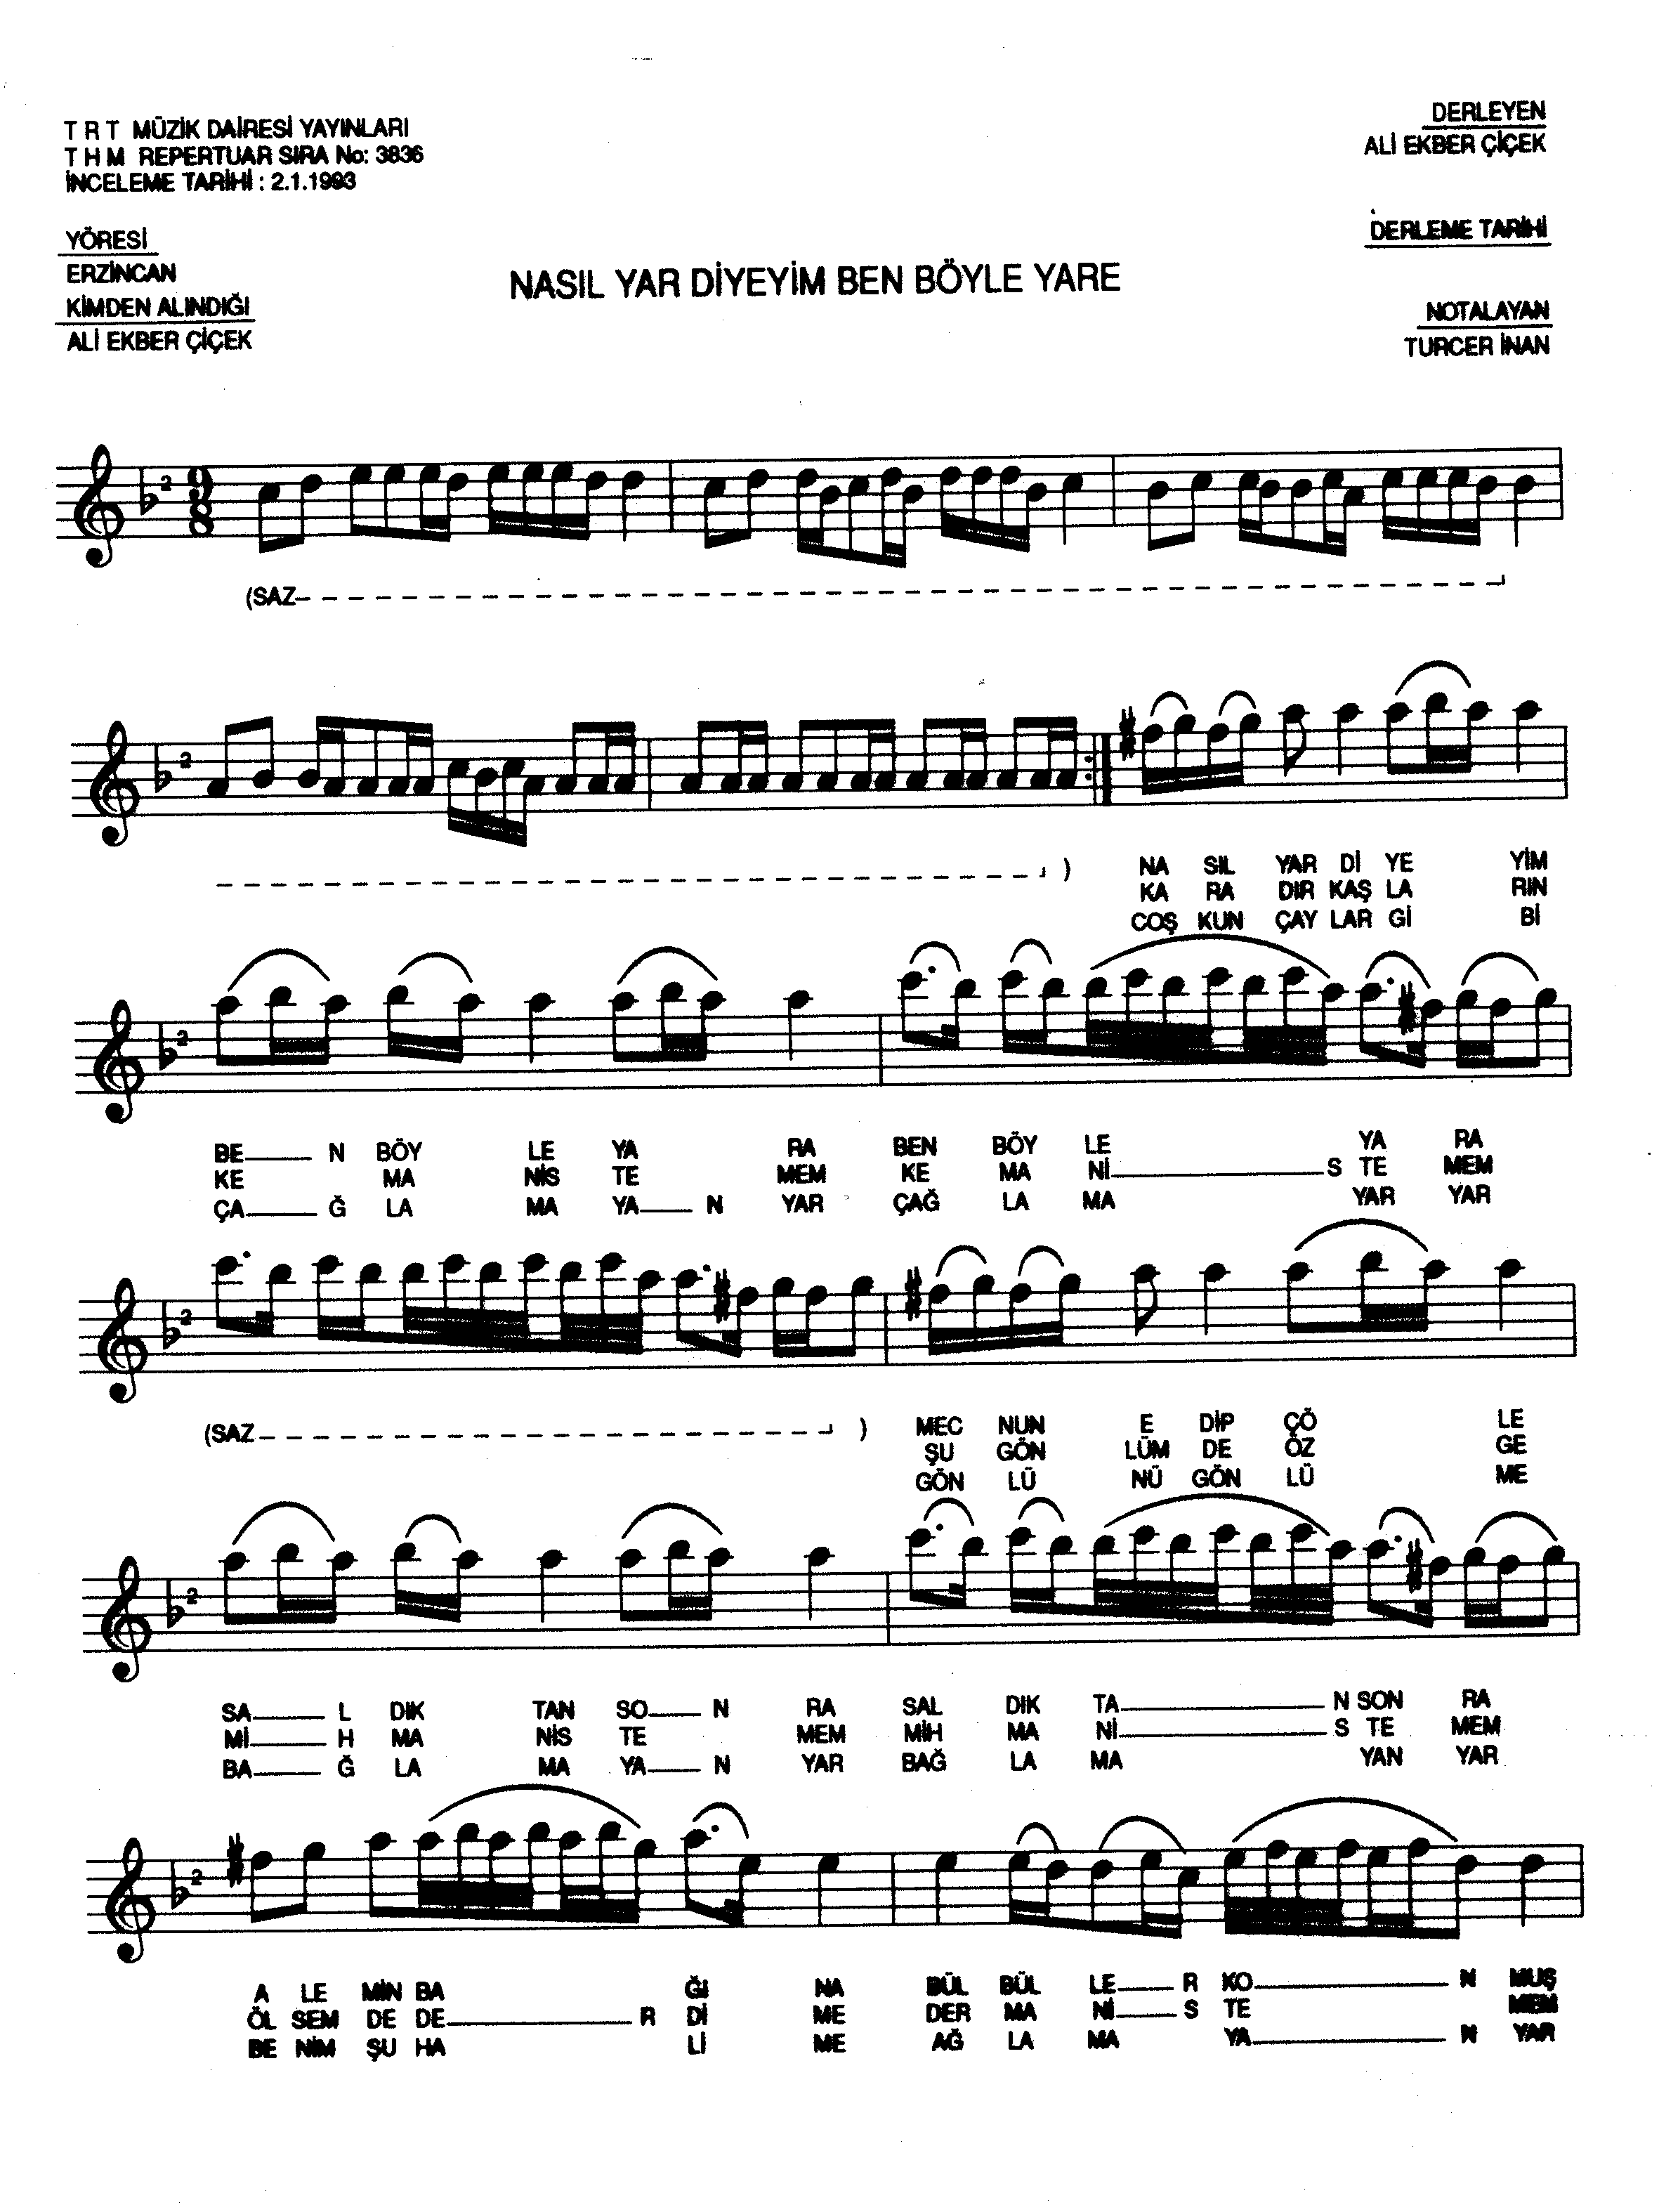 T R T MÜZİK DAİRESİ YAYINLARI
T H M REPERTUAR SIRA No: 3836
İNCELEME TARİHİ : 2.1.1993
DERLEYEN
ALİ EKBER ÇİÇEK
YÖRESİ
ERZİNCAN
KİMDEN ALINDIĞI
ALİ EKBER ÇİÇEK
DERLEME TARİHİ
NASIL YAR DİYEYİM BEN BÖYLE YARE
NOTALAYAN
TURCER İNAN
2 9 8
(SAZ
2
)
NA SIL YAR Dİ YE YİM
KA RA DIR KAŞ LA RIN
COŞ KUN ÇAY LAR Gİ Bİ
2
BE N BÖY LE YA RA BEN BÖY LE YA RA
KE MA NİS TE MEM KE MA Nİ S TE MEM
ÇA Ğ LA MA YA N YAR ÇAĞ LA MA YAR YAR
2
(SAZ )
MEC NUN E DİP ÇÖ LE
ŞU GÖN LÜM DE ÖZ GE
GÖN LÜ NÜ GÖN LÜ ME
2
SA L DIK TAN SO N RA SAL DIK TA N SON RA
Mİ H MA NİS TE MEM MİH MA Nİ S TE MEM
BA Ğ LA MA YA N YAR BAĞ LA MA YAN YAR
2
A LE MİN BA ĞI NA BÜL BÜL LE R KO N MUŞ
ÖL SEM DE DE R Dİ ME DER MA Nİ S TE MEM
BE NİM ŞU HA Lİ ME AĞ LA MA YA N YAR